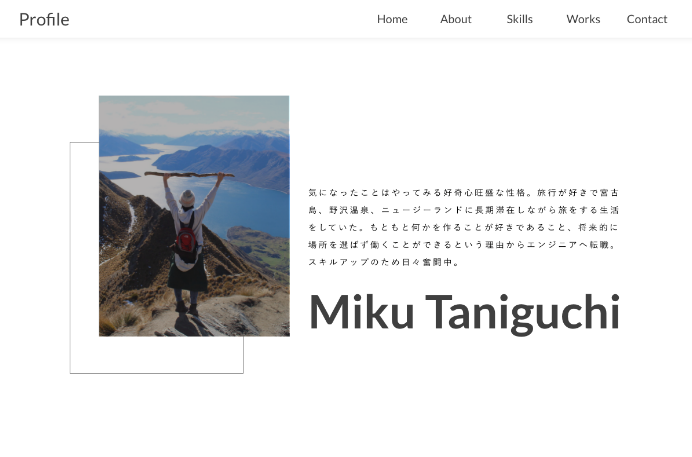 Profile
Home About Skills Works Contact
気になったことはやってみる好奇心旺盛な性格。旅行が好きで宮古
島、野沢温泉、ニュージーランドに長期滞在しながら旅をする生活
をしていた。もともと何かを作ることが好きであること、将来的に
場所を選ばず働くことができるという理由からエンジニアへ転職。
スキルアップのため日々奮闘中。
Miku Taniguchi